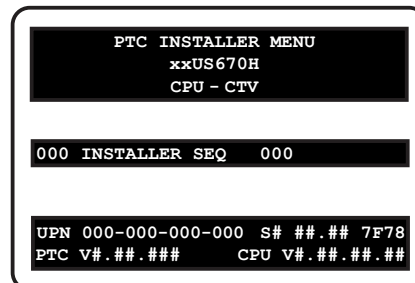 PTC INSTALLER MENU
xxUS670H
CPU – CTV
000 INSTALLER SEQ 000
UPN 000-000-000-000 S# ##.## 7F78
PTC V#.##.### CPU V#.##.##.##